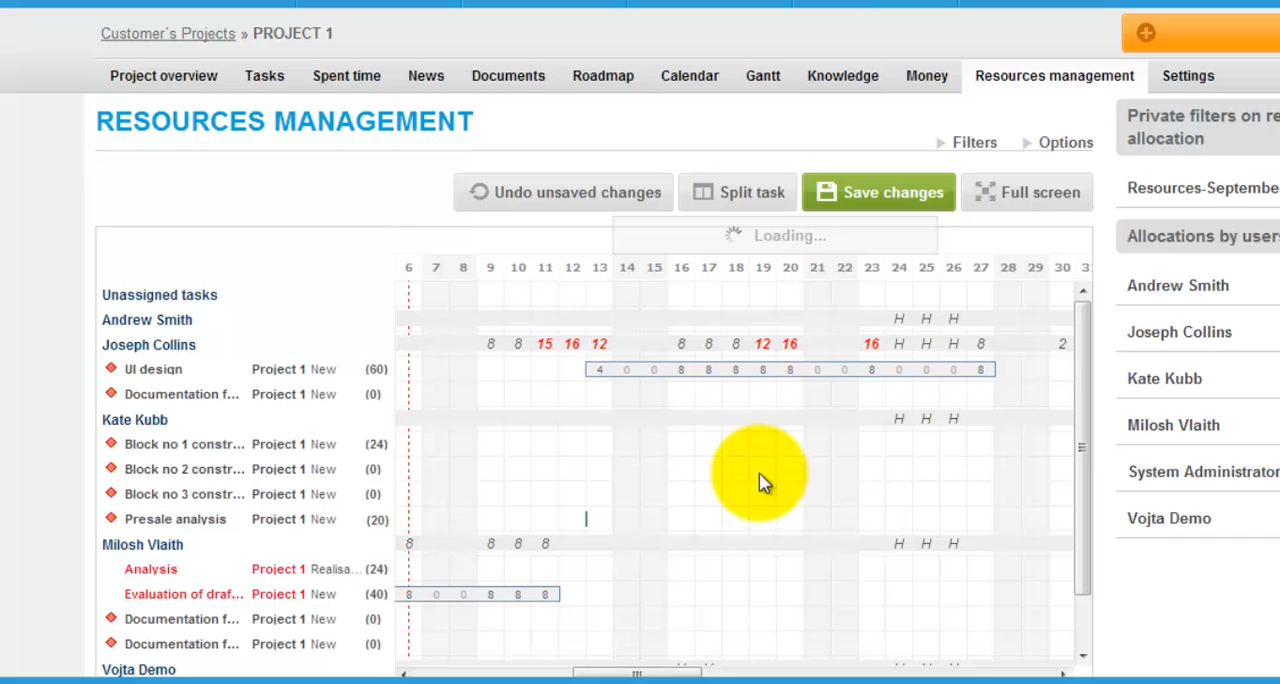 Customer´s Projects » PROJECT 1
Project overview Tasks Spent time News Documents Roadmap Calendar Gantt Knowledge Money Resources management Settings
RESOURCES MANAGEMENT
Filters Options
Undo unsaved changes Split task Save changes Full screen
Loading...
6 7 8 9 10 11 12 13 14 15 16 17 18 19 20 21 22 23 24 25 26 27 28 29 30
Unassigned tasks
Andrew Smith H H H
Joseph Collins 8 8 15 16 12 8 8 8 12 16 16 H H H 8 2
UI design Project 1 New (60) 4 0 0 8 8 8 8 8 0 0 8 0 0 0 8
Documentation f... Project 1 New (0)
Kate Kubb H H H
Block no 1 constr... Project 1 New (24)
Block no 2 constr... Project 1 New (0)
Block no 3 constr... Project 1 New (0)
Presale analysis Project 1 New (20)
Milosh Vlaith 8 8 8 8 H H H
Analysis Project 1 Realisa... (24)
Evaluation of draf... Project 1 New (40) 8 0 0 8 8 8
Documentation f... Project 1 New (0)
Documentation f... Project 1 New (0)
Vojta Demo
Private filters on re
allocation
Resources-Septembe
Allocations by user
Andrew Smith
Joseph Collins
Kate Kubb
Milosh Vlaith
System Administrator
Vojta Demo